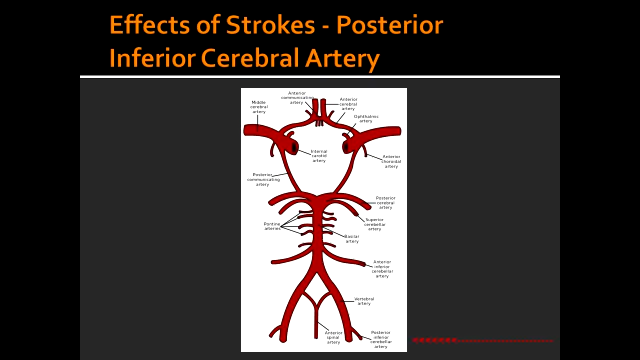 Effects of Strokes - Posterior
Inferior Cerebral Artery
Anterior
communicating
artery
Anterior
cerebral
artery
Middle
cerebral
artery
Ophthalmic
artery
Internal
carotid
artery
Anterior
choroidal
artery
Posterior
communicating
artery
Posterior
cerebral
artery
Superior
cerebellar
artery
Pontine
arteries
Basilar
artery
Anterior
inferior
cerebellar
artery
Vertebral
artery
Anterior
spinal
artery
Posterior
inferior
cerebellar
artery